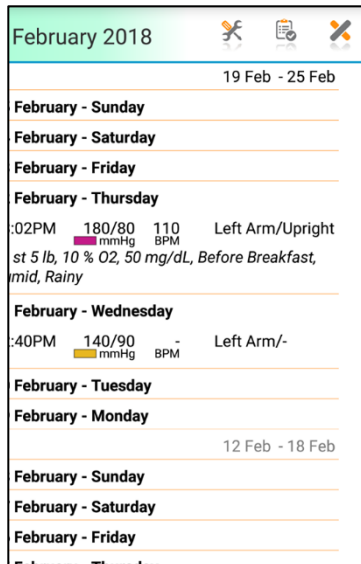 February 2018
19 Feb - 25 Feb
February - Sunday
February - Saturday
February - Friday
February - Thursday
:02PM 180/80 110 Left Arm/Upright
mmHg BPM
st 5 lb, 10 % O2, 50 mg/dL, Before Breakfast,
Rainy
February - Wednesday
:40PM 140/90 - Left Arm/-
mmHg BPM
February - Tuesday
February - Monday
12 Feb - 18 Feb
February - Sunday
February - Saturday
February - Friday